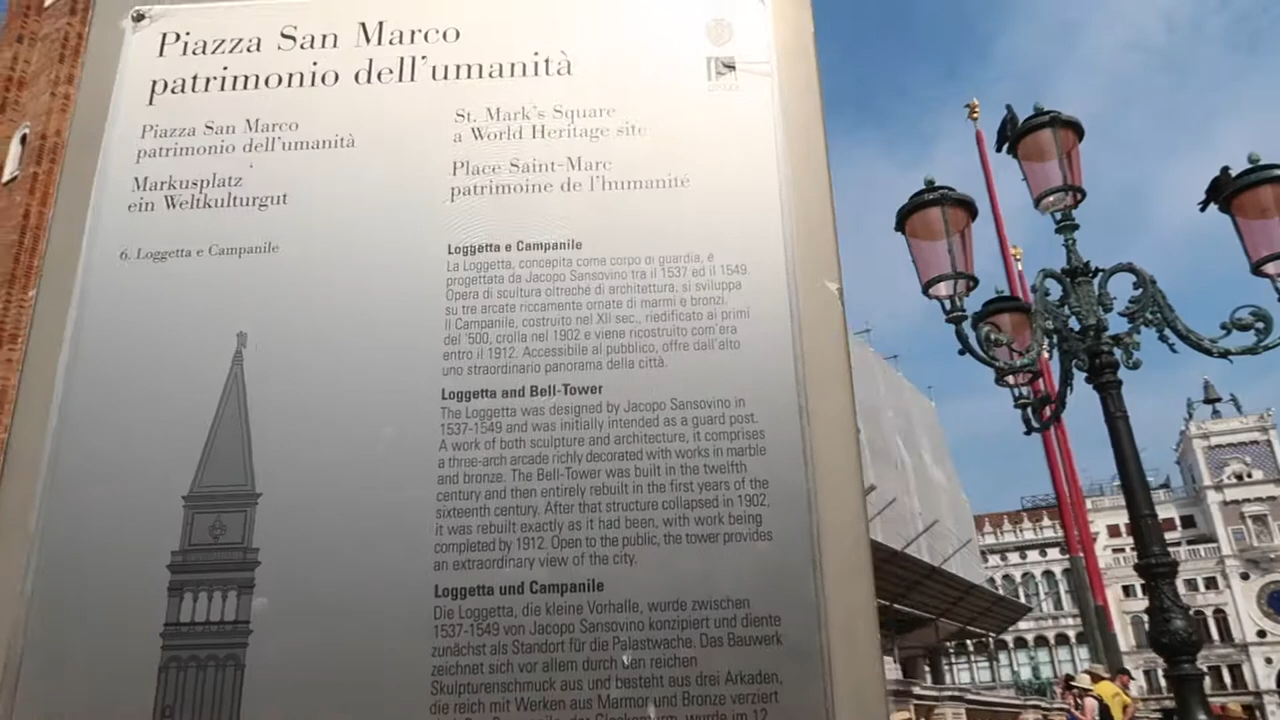 Piazza San Marco
patrimonio dell'umanità
Piazza San Marco
patrimonio dell'umanità
Markusplatz
ein Weltkulturgut
St. Mark's Square
a World Heritage site
Place Saint-Marc
patrimoine de l'humanité
6. Loggetta e Campanile
Loggetta e Campanile
La Loggetta, concepita come corpo di guardia, è
progettata da Jacopo Sansovino tra il 1537 ed il 1549.
Opera di scultura oltreché di architettura, si sviluppa
su tre arcate riccamente ornate di marmi e bronzi.
Il Campanile, costruito nel XII sec., riedificato ai primi
del '500, crolla nel 1902 e viene ricostruito com'era
entro il 1912. Accessibile al pubblico, offre dall'alto
uno straordinario panorama della città.
Loggetta and Bell-Tower
The Loggetta was designed by Jacopo Sansovino in
1537-1549 and was initially intended as a guard post.
A work of both sculpture and architecture, it comprises
a three-arch arcade richly decorated with works in marble
and bronze. The Bell-Tower was built in the twelfth
century and then entirely rebuilt in the first years of the
sixteenth century. After that structure collapsed in 1902,
it was rebuilt exactly as it had been, with work being
completed by 1912. Open to the public, the tower provides
an extraordinary view of the city.
Loggetta und Campanile
Die Loggetta, die kleine Vorhalle, wurde zwischen
1537-1549 von Jacopo Sansovino konzipiert und diente
zunächst als Standort für die Palastwache. Das Bauwerk
zeichnet sich vor allem durch den reichen
Skulpturenschmuck aus und besteht aus drei Arkaden,
die reich mit Werken aus Marmor und Bronze verziert
der Glockenturm, wurde im 12.